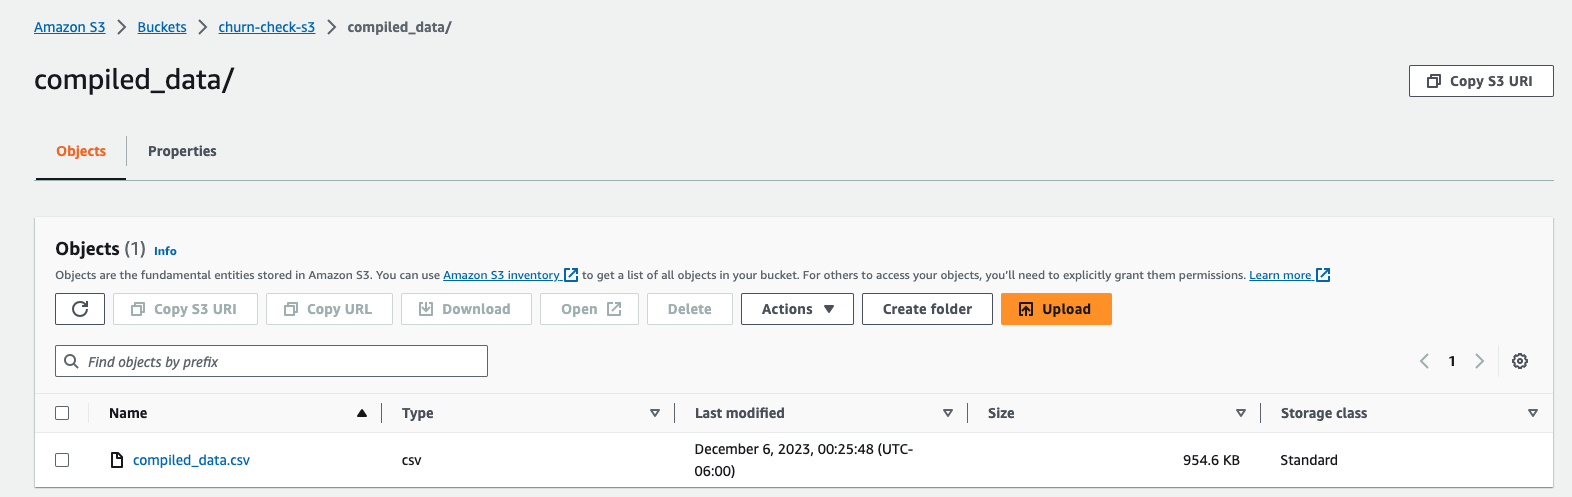 Amazon S3 > Buckets > churn-check-s3 > compiled_data/
compiled_data/
Copy S3 URI
Objects
Properties
Objects (1) Info
Objects are the fundamental entities stored in Amazon S3. You can use Amazon S3 inventory to get a list of all objects in your bucket. For others to access your objects, you'll need to explicitly grant them permissions. Learn more
Copy S3 URI Copy URL Download Open Delete Actions Create folder Upload
Find objects by prefix
1
Name Type Last modified Size Storage class
compiled_data.csv csv December 6, 2023, 00:25:48 (UTC-
06:00) 954.6 KB Standard